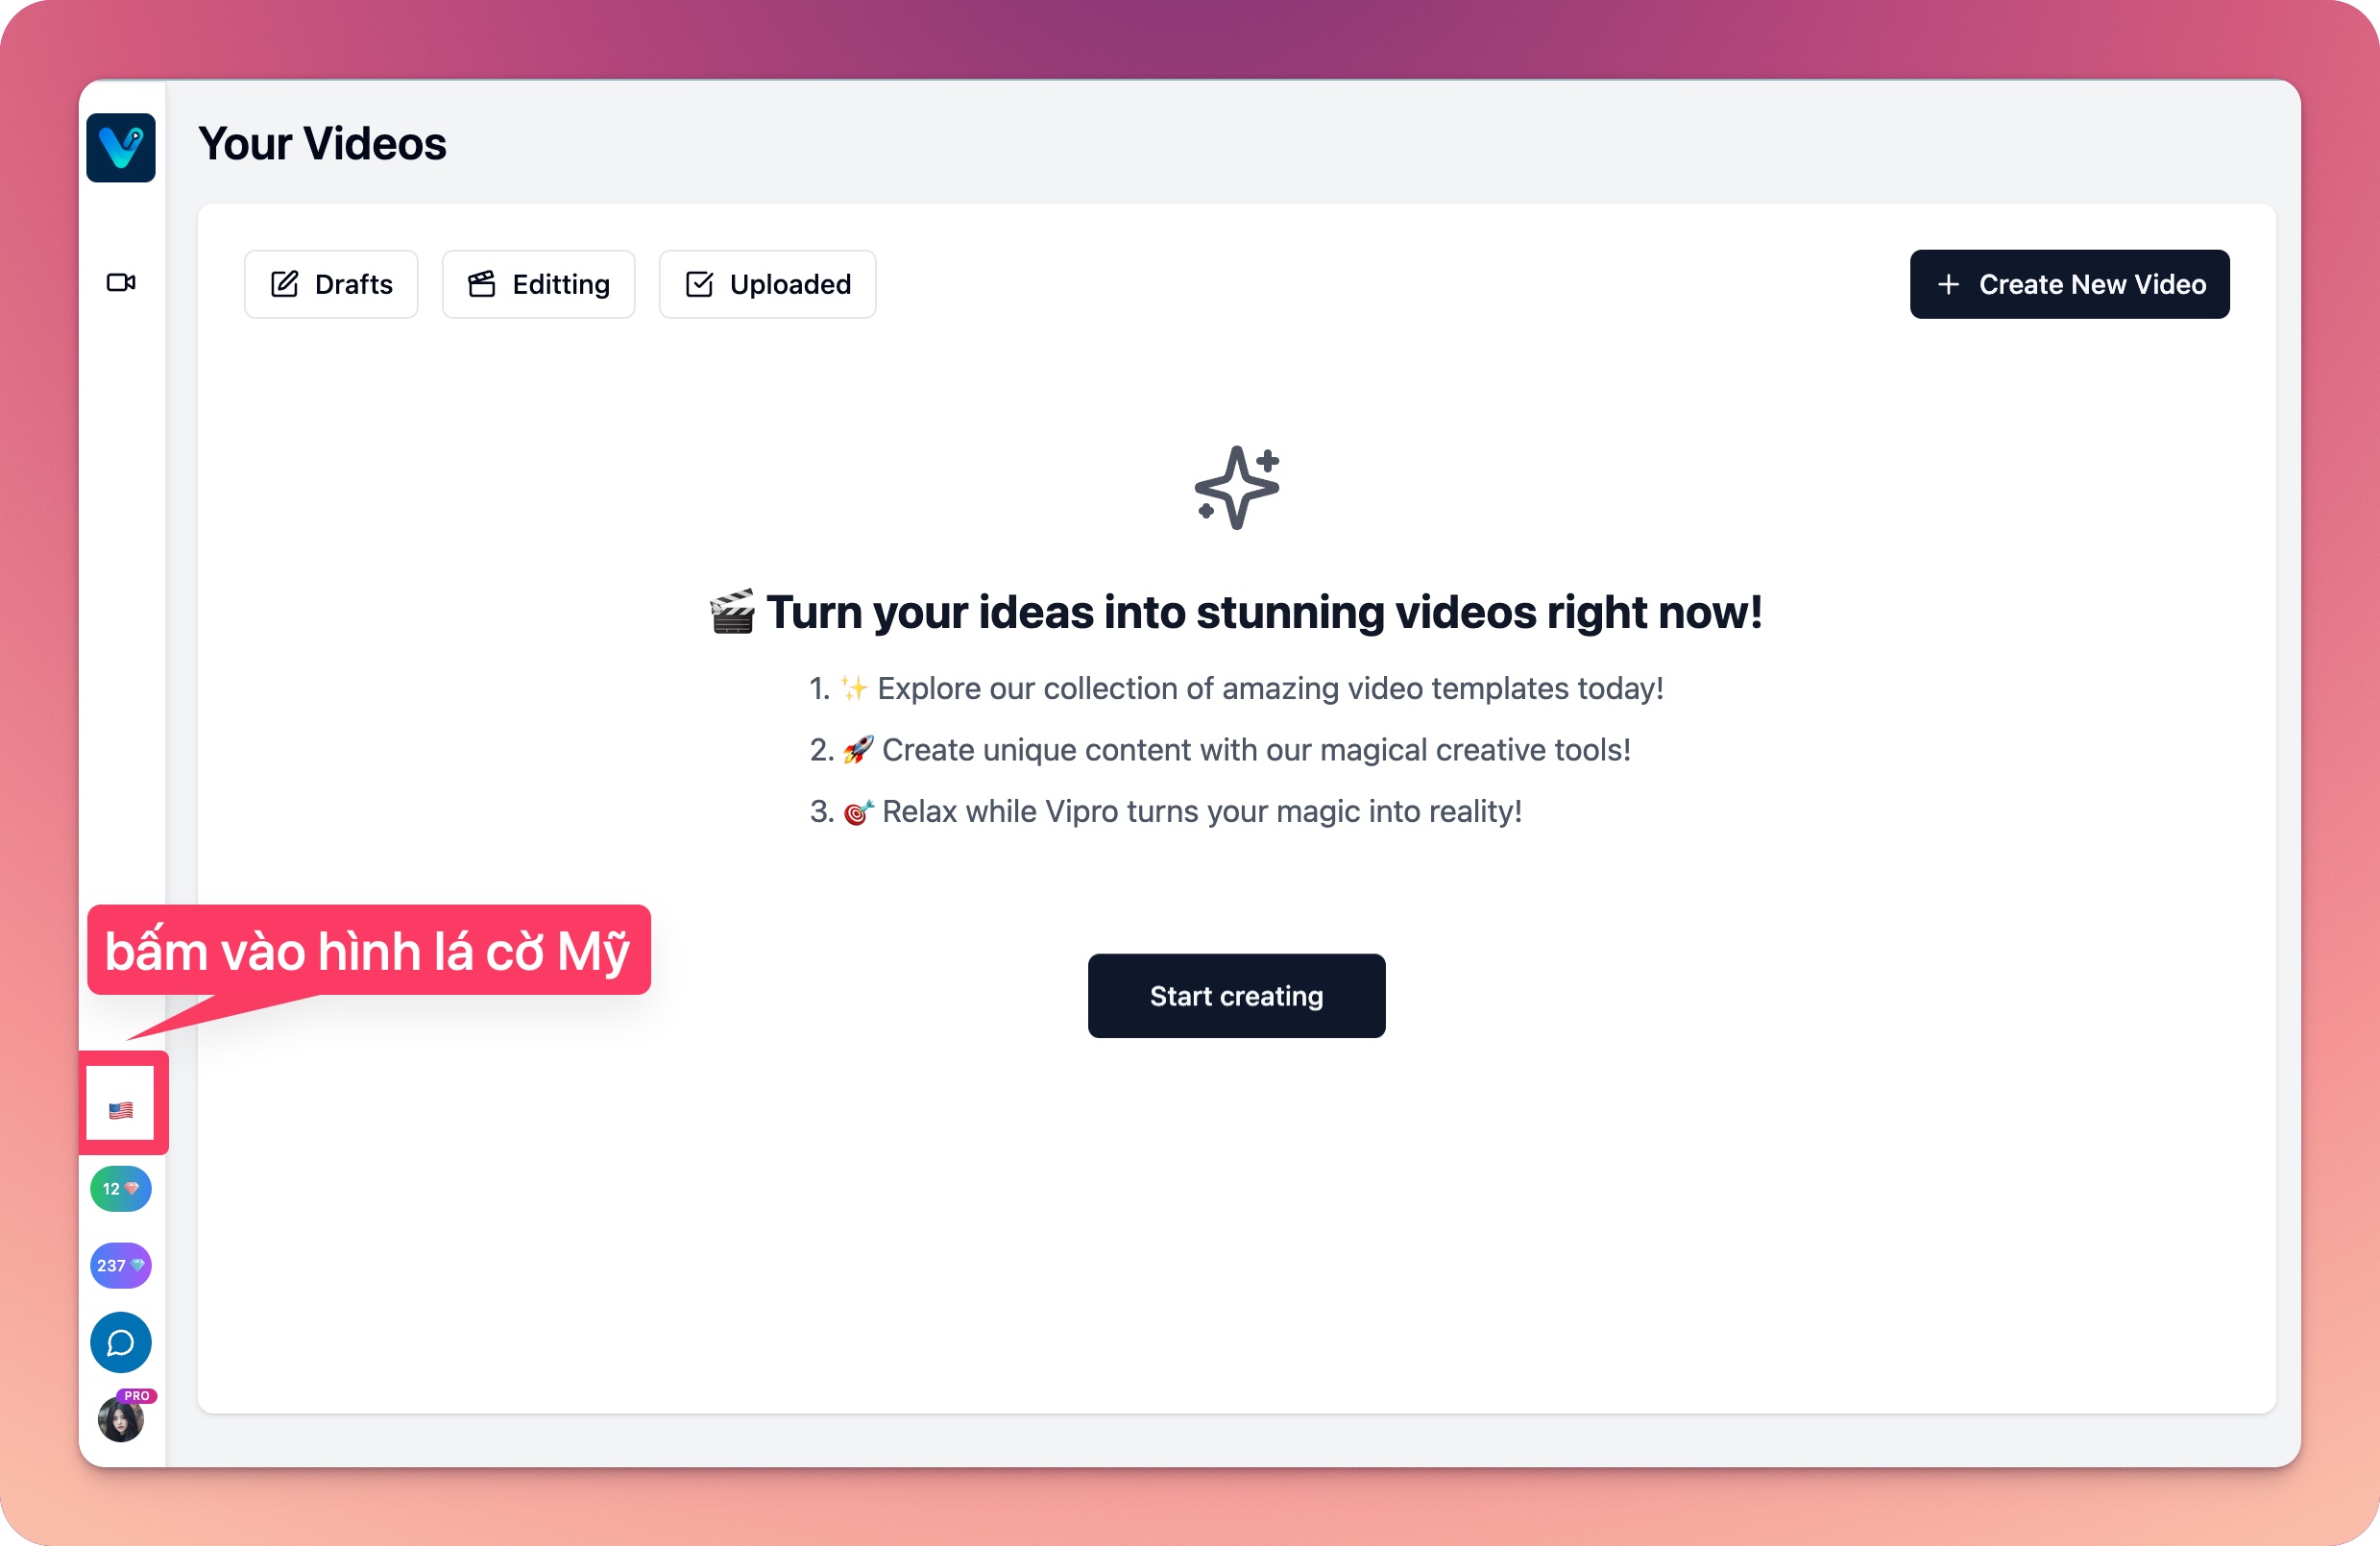 Your Videos
Drafts
Editting
Uploaded
Create New Video
🎬 Turn your ideas into stunning videos right now!
1. ✨ Explore our collection of amazing video templates today!
2. 🚀 Create unique content with our magical creative tools!
3. 🎯 Relax while Vipro turns your magic into reality!
bấm vào hình lá cờ Mỹ
Start creating
12
237
PRO